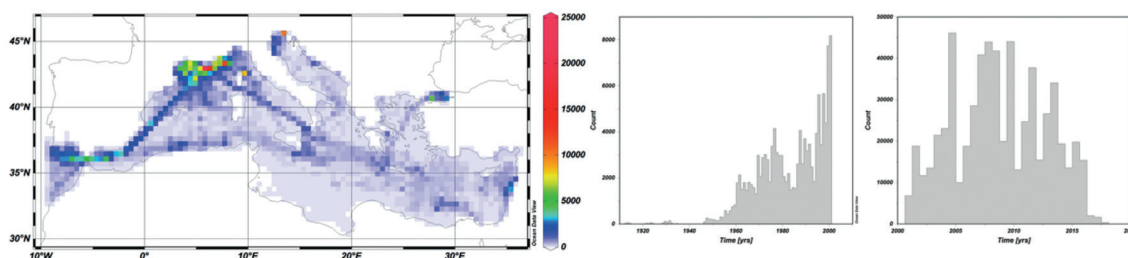 45°N
40°N
35°N
30°N
10°W
0°
10°E
20°E
30°E
Ocean Data View
25000
20000
15000
10000
5000
0
8000
6000
4000
2000
0
Count
1920
1940
1960
1980
2000
Time [yrs]
Ocean Data View
50000
40000
30000
20000
10000
0
Count
2000
2005
2010
2015
Time [yrs]